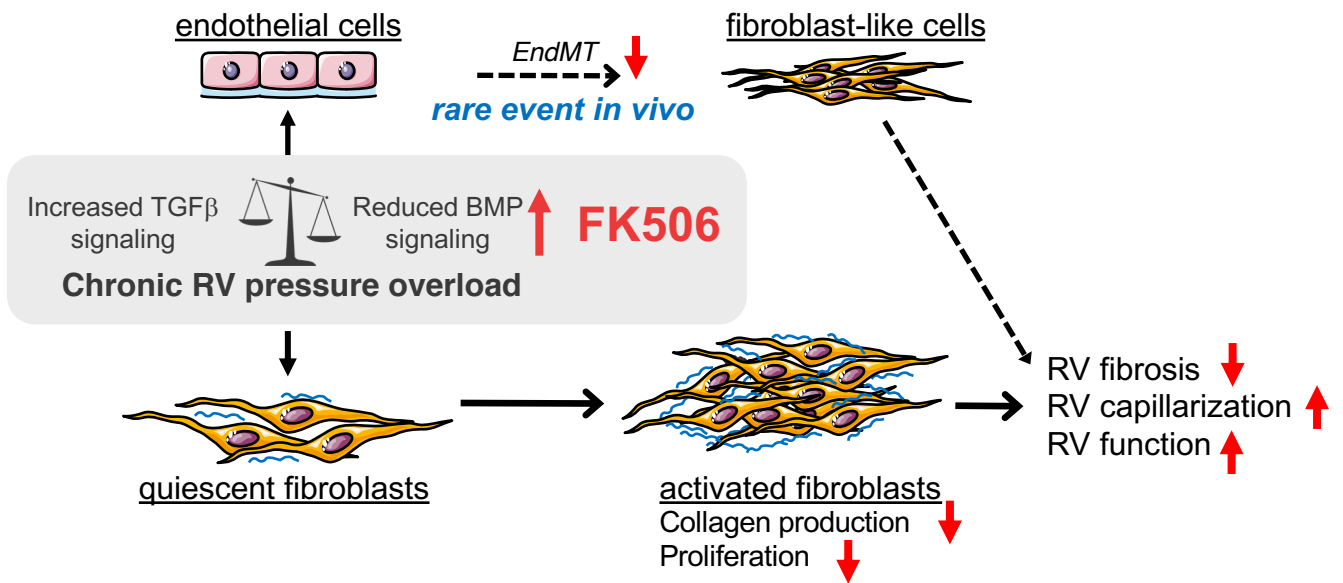 endothelial cells
EndMT
rare event in vivo
fibroblast-like cells
Increased TGFβ
signaling
Reduced BMP
signaling
FK506
Chronic RV pressure overload
quiescent fibroblasts
activated fibroblasts
Collagen production
Proliferation
RV fibrosis
RV capillarization
RV function